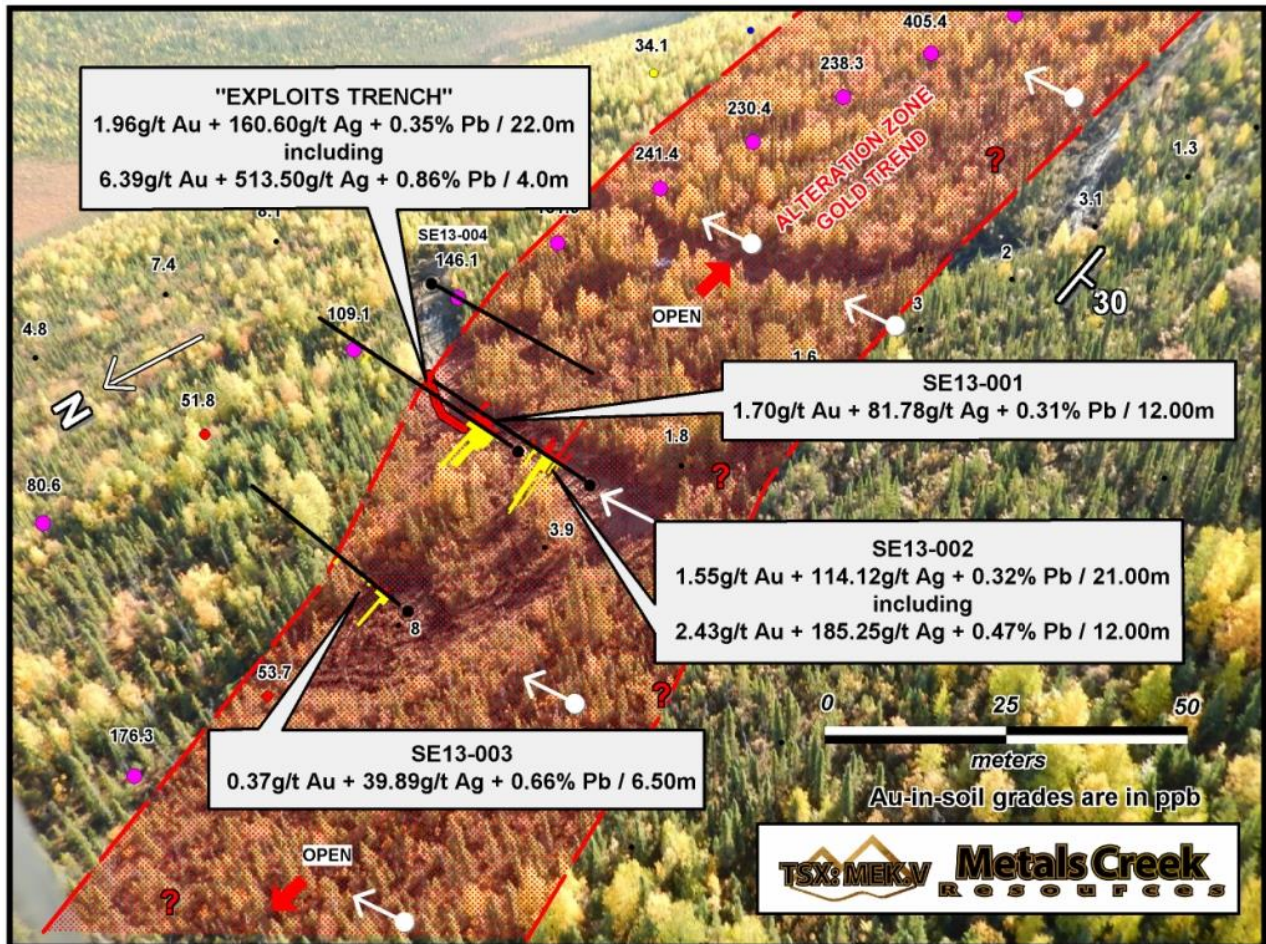 405.4
34.1
238.3
"EXPLOITS TRENCH"
1.96g/t Au + 160.60g/t Ag + 0.35% Pb / 22.0m
including
6.39g/t Au + 513.50g/t Ag + 0.86% Pb / 4.0m
230.4
ALTERATION ZONE
GOLD TREND
241.4
1.3
?
3.1
SE13-004
146.1
7.4
2
30
OPEN
3
109.1
4.8
N
51.8
SE13-001
1.70g/t Au + 81.78g/t Ag + 0.31% Pb / 12.00m
1.8
?
80.6
3.9
SE13-002
1.55g/t Au + 114.12g/t Ag + 0.32% Pb / 21.00m
including
2.43g/t Au + 185.25g/t Ag + 0.47% Pb / 12.00m
8
53.7
?
0 25 50
meters
176.3
SE13-003
0.37g/t Au + 39.89g/t Ag + 0.66% Pb / 6.50m
Au-in-soil grades are in ppb
OPEN
?
TSX: MEK.V
Metals Creek
Resources